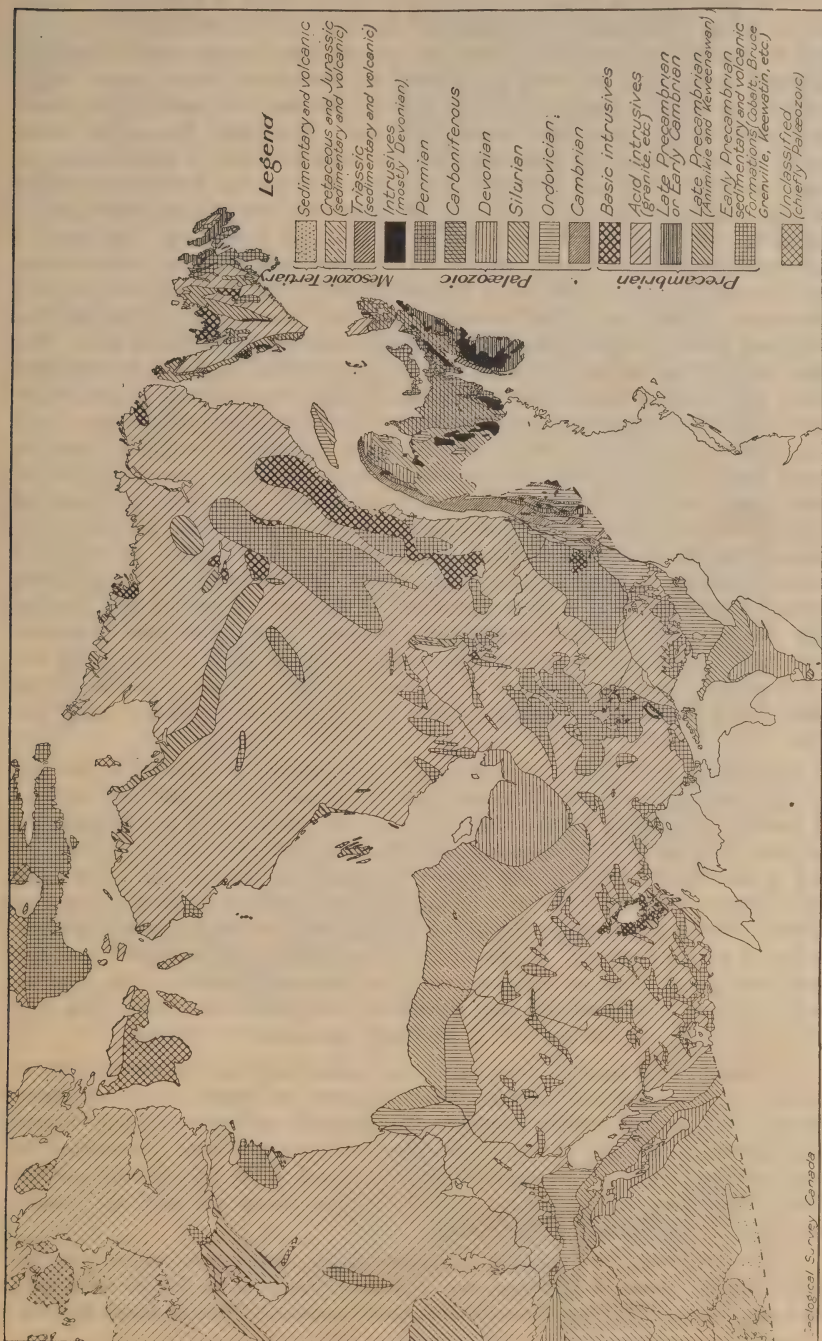 Legend
Tertiary
Sedimentary and volcanic
Mesozoic
Cretaceous and Jurassic
(sedimentary and volcanic)
Triassic
(sedimentary and volcanic)
Palæozoic
Intrusives
(mostly Devonian)
Permian
Carboniferous
Devonian
Silurian
Ordovician
Cambrian
Precambrian
Basic intrusives
Acid intrusives
(granite, etc)
Late Precambrian
or Early Cambrian
Late Precambrian
(Animikie and Keweenawan)
Early Precambrian
sedimentary and volcanic
formations (Cobalt, Bruce
Grenville, Keewatin, etc)
Unclassified
(chiefly Palæozoic)
Geological Survey Canada